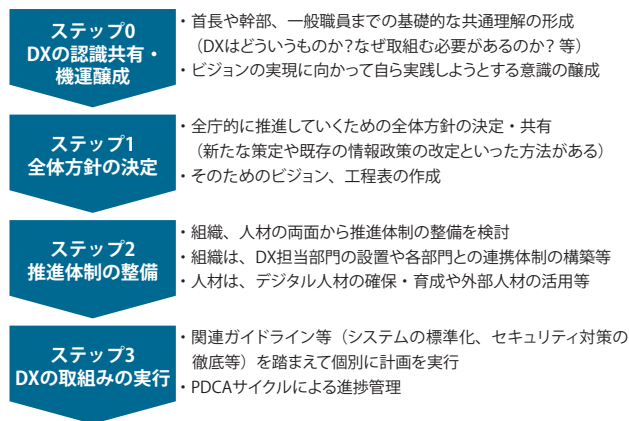 ステップ0
DXの認識共有・
機運醸成
・首長や幹部、一般職員までの基礎的な共通理解の形成
（DXはどういうものか？なぜ取組む必要があるのか？ 等）
・ビジョンの実現に向かって自ら実践しようとする意識の醸成
ステップ1
全体方針の決定
・全庁的に推進していくための全体方針の決定・共有
（新たな策定や既存の情報政策の改定といった方法がある）
・そのためのビジョン、工程表の作成
ステップ2
推進体制の整備
・組織、人材の両面から推進体制の整備を検討
・組織は、DX担当部門の設置や各部門との連携体制の構築等
・人材は、デジタル人材の確保・育成や外部人材の活用等
ステップ3
DXの取組みの実行
・関連ガイドライン等（システムの標準化、セキュリティ対策の
徹底等）を踏まえて個別に計画を実行
・PDCAサイクルによる進捗管理